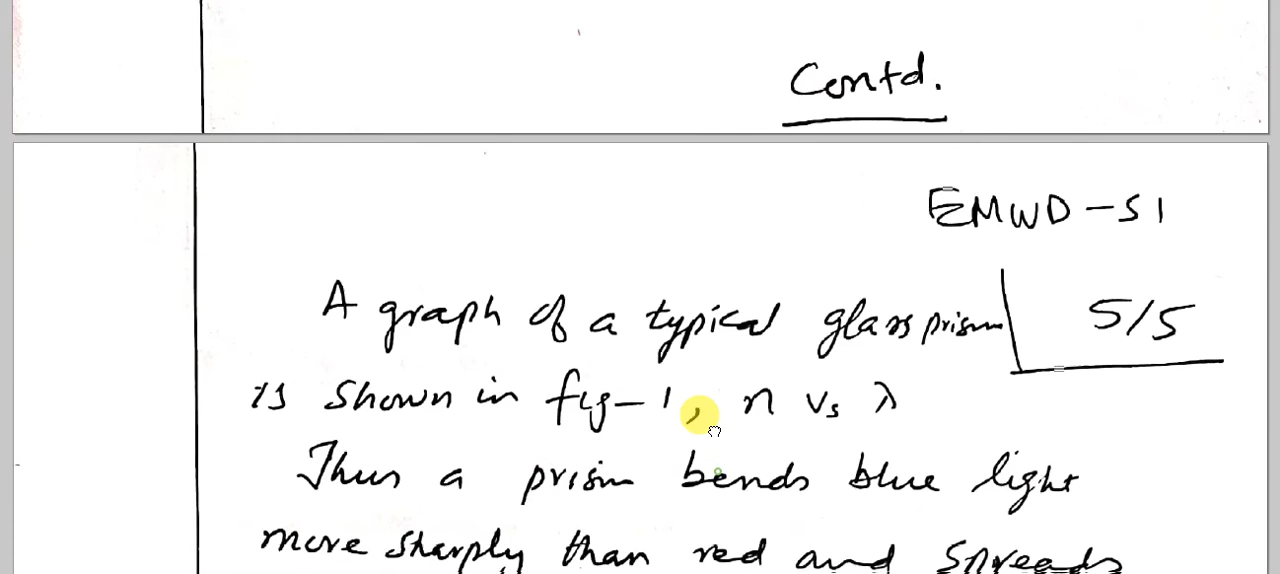 Contd.
EMWD-S1
5/5
A graph of a typical glass prism
is shown in fig-1, n vs λ
Thus a prism bends blue light
more sharply than red and spreads